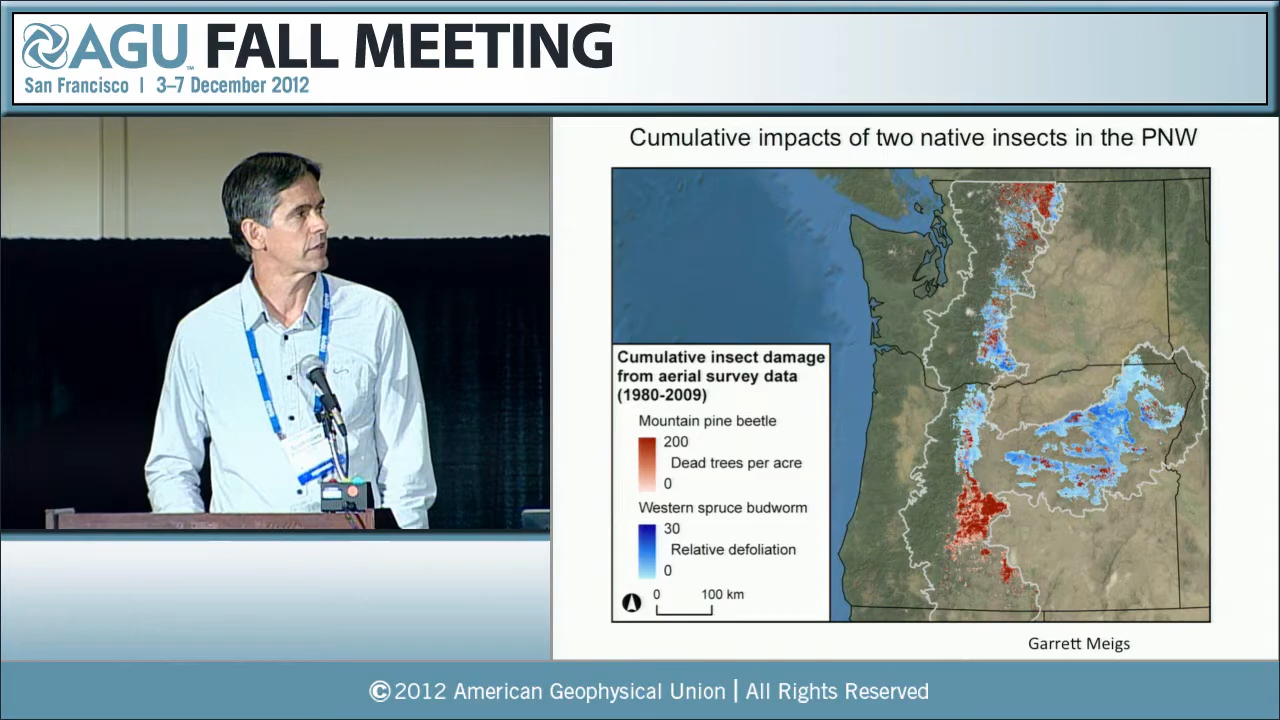 AGU™ FALL MEETING
San Francisco | 3–7 December 2012
Cumulative impacts of two native insects in the PNW
Cumulative insect damage
from aerial survey data
(1980-2009)
Mountain pine beetle
200
Dead trees per acre
0
Western spruce budworm
30
Relative defoliation
0
0 100 km
Garrett Meigs
©2012 American Geophysical Union | All Rights Reserved